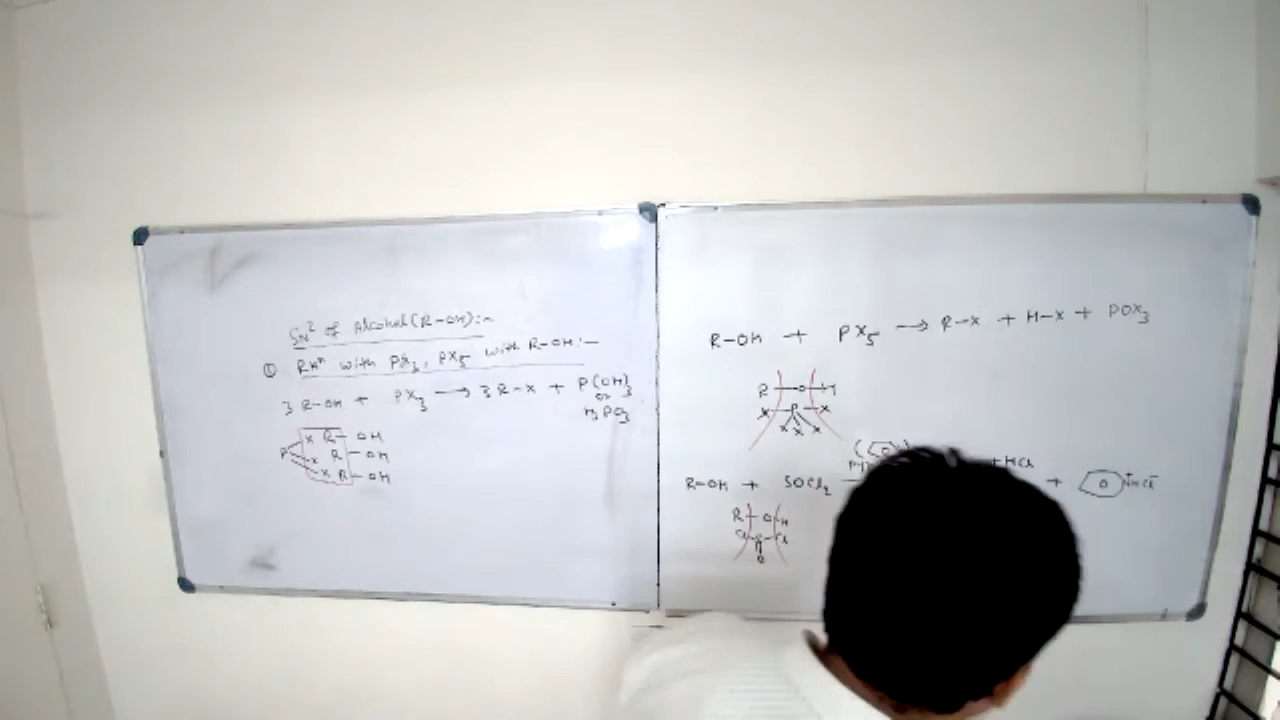 SN² of Alcohol (R-OH):-
① RXⁿ with PX₃, PX₅ with R-OH:-
3 R-OH + PX₃ → 3 R-X + P(OH)₃
or
H₃PO₃
P X R - OH
X R - OH
X R - OH
R-OH + PX₅ → R-X + H-X + POX₃
R - O - H
X - P - X
X X X
R-OH + SOCl₂ + HCl + N⁺HCl⁻
R - O H
Cl - S - Cl
O